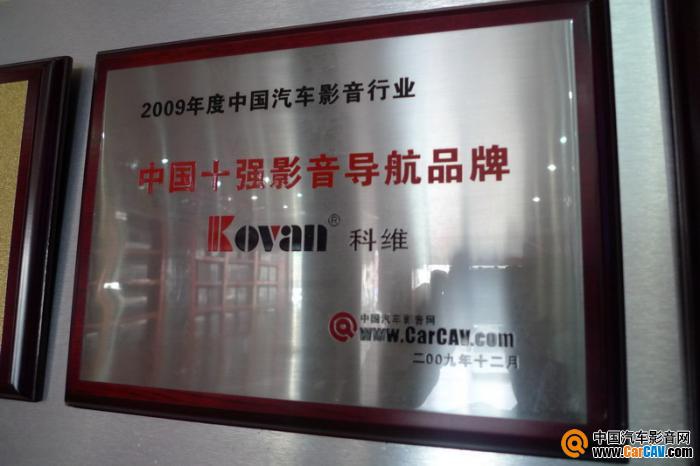 2009年度中国汽车影音行业
中国十强影音导航品牌
Kovan® 科维
中国汽车影音网
www.CarCAV.com
二00九年十二月
中国汽车影音网
www.CarCAV.com